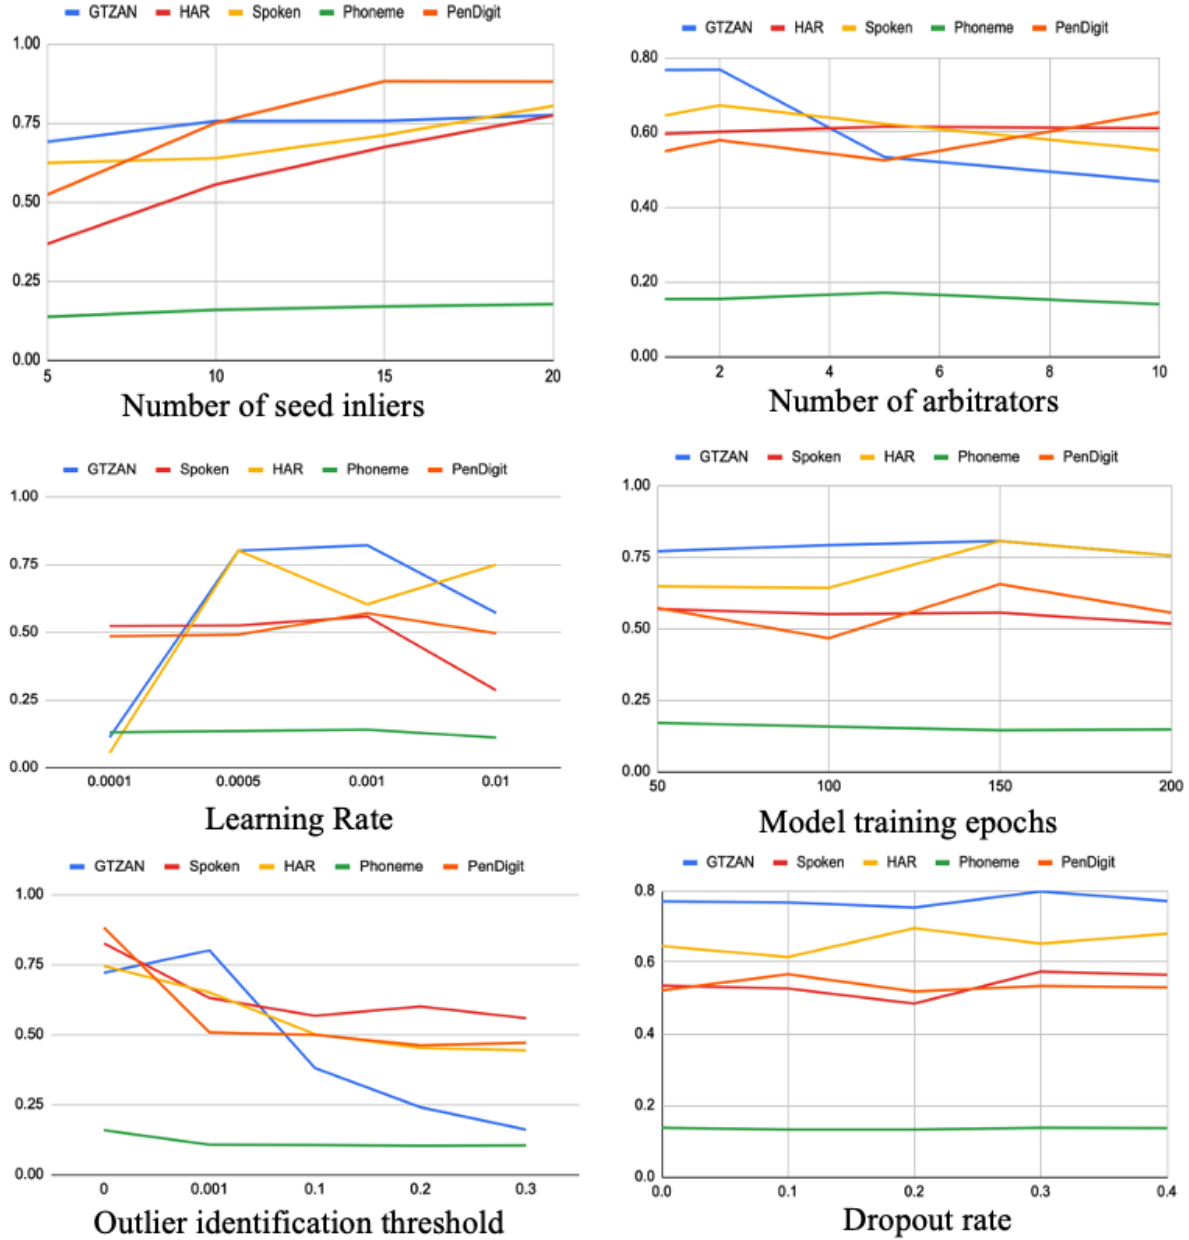 GTZAN HAR Spoken Phoneme PenDigit
1.00
0.75
0.50
0.25
0.00
5 10 15 20
Number of seed inliers
GTZAN HAR Spoken Phoneme PenDigit
0.80
0.60
0.40
0.20
0.00
2 4 6 8 10
Number of arbitrators
GTZAN Spoken HAR Phoneme PenDigit
1.00
0.75
0.50
0.25
0.00
0.0001 0.0005 0.001 0.01
Learning Rate
GTZAN Spoken HAR Phoneme PenDigit
1.00
0.75
0.50
0.25
0.00
50 100 150 200
Model training epochs
GTZAN Spoken HAR Phoneme PenDigit
1.00
0.75
0.50
0.25
0.00
0 0.001 0.1 0.2 0.3
Outlier identification threshold
GTZAN Spoken HAR Phoneme PenDigit
0.8
0.6
0.4
0.2
0.0
0.0 0.1 0.2 0.3 0.4
Dropout rate